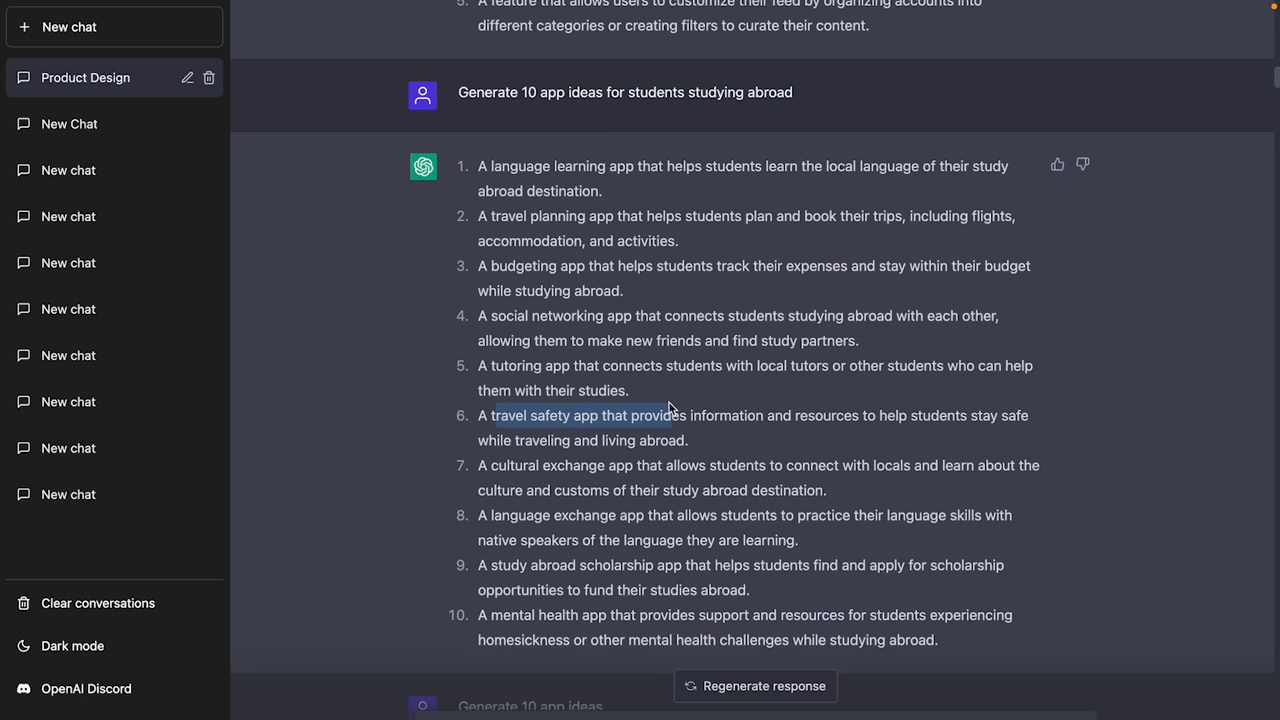 New chat
Product Design
New Chat
New chat
New chat
New chat
New chat
New chat
New chat
New chat
New chat
Clear conversations
Dark mode
OpenAI Discord
5. A feature that allows users to customize their feed by organizing accounts into
different categories or creating filters to curate their content.
Generate 10 app ideas for students studying abroad
1. A language learning app that helps students learn the local language of their study
abroad destination.
2. A travel planning app that helps students plan and book their trips, including flights,
accommodation, and activities.
3. A budgeting app that helps students track their expenses and stay within their budget
while studying abroad.
4. A social networking app that connects students studying abroad with each other,
allowing them to make new friends and find study partners.
5. A tutoring app that connects students with local tutors or other students who can help
them with their studies.
6. A travel safety app that provides information and resources to help students stay safe
while traveling and living abroad.
7. A cultural exchange app that allows students to connect with locals and learn about the
culture and customs of their study abroad destination.
8. A language exchange app that allows students to practice their language skills with
native speakers of the language they are learning.
9. A study abroad scholarship app that helps students find and apply for scholarship
opportunities to fund their studies abroad.
10. A mental health app that provides support and resources for students experiencing
homesickness or other mental health challenges while studying abroad.
Regenerate response
Generate 10 app ideas